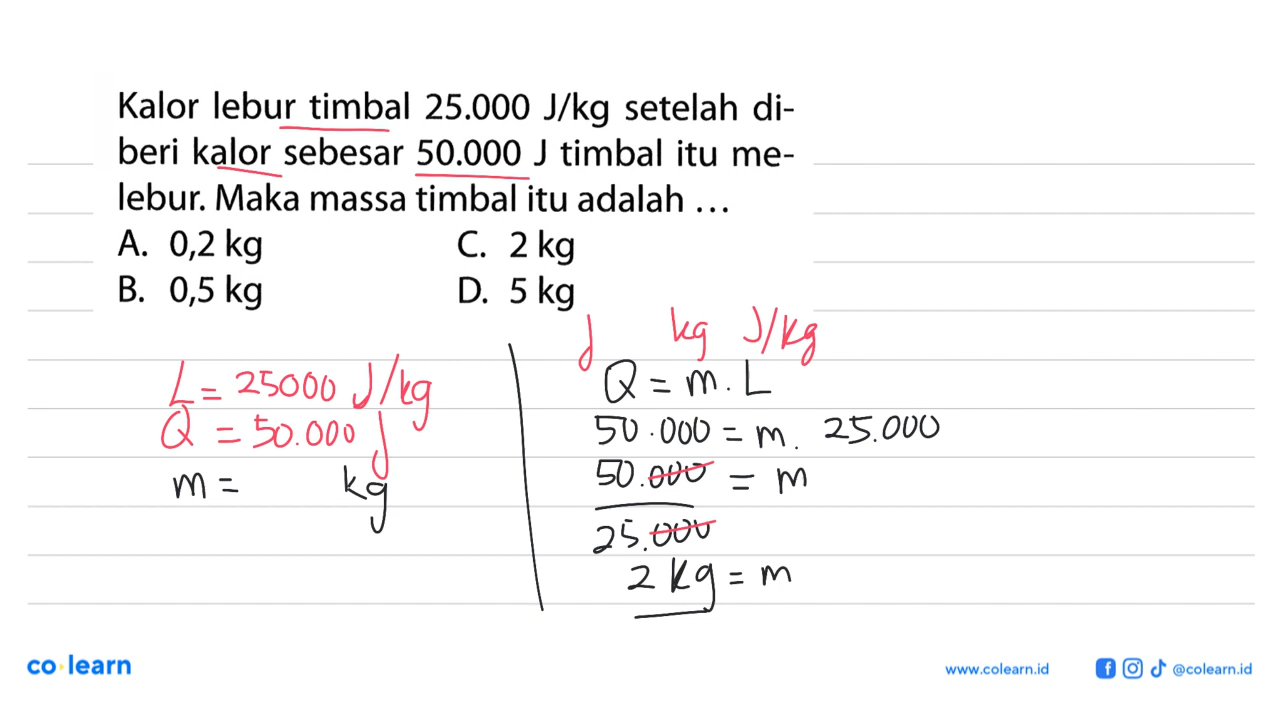 Kalor lebur timbal 25.000 J/kg setelah di-
beri kalor sebesar 50.000 J timbal itu me-
lebur. Maka massa timbal itu adalah ...
A. 0,2 kg C. 2 kg
B. 0,5 kg D. 5 kg
L = 25000 J/kg
Q = 50.000 J
m = kg
J kg J/kg
Q = m . L
50.000 = m . 25.000
50.000 = m
25.000
2 kg = m
co·learn
www.colearn.id @colearn.id